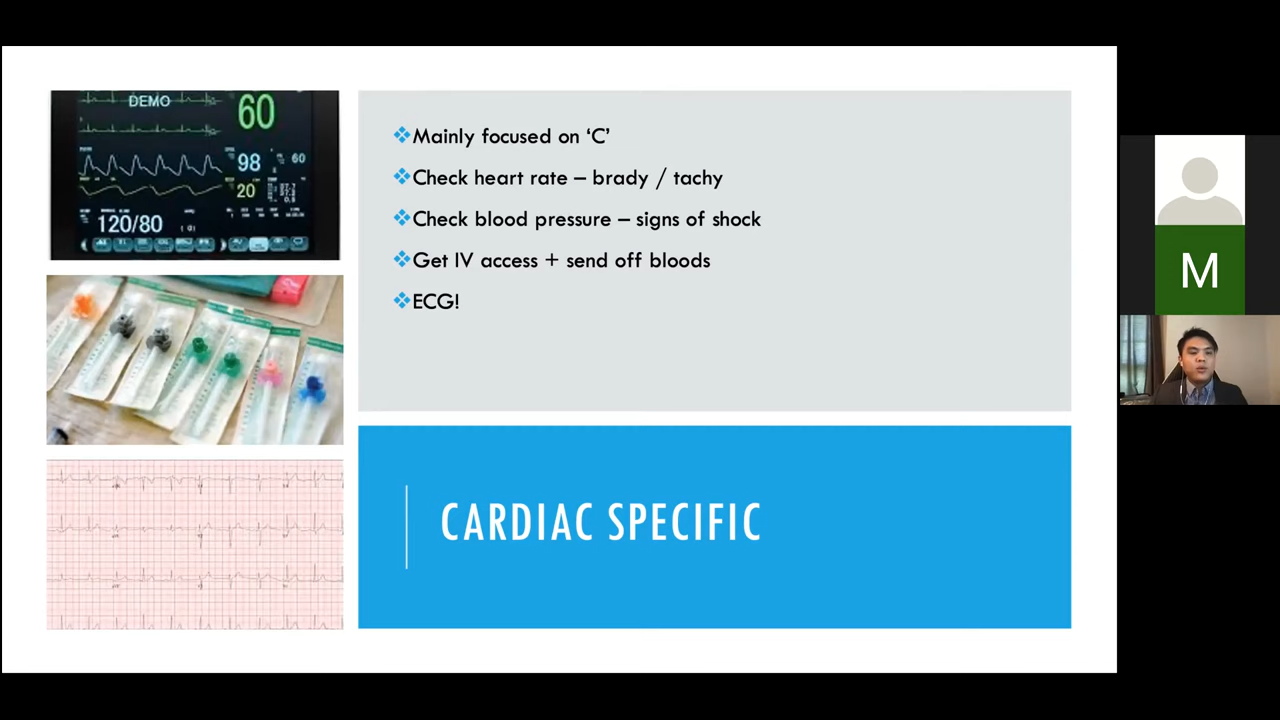 DEMO
60
98
60
20
120/80
❖Mainly focused on ‘C’
❖Check heart rate – brady / tachy
❖Check blood pressure – signs of shock
❖Get IV access + send off bloods
❖ECG!
CARDIAC SPECIFIC
M